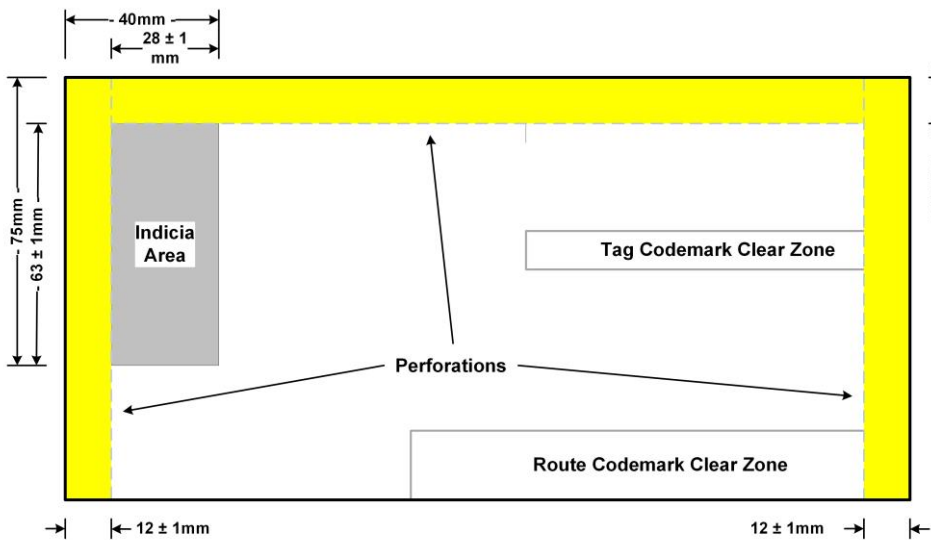 - 40mm -
28 ± 1
mm
- 75mm -
- 63 ± 1mm -
Indicia
Area
Tag Codemark Clear Zone
Perforations
Route Codemark Clear Zone
12 ± 1mm
12 ± 1mm